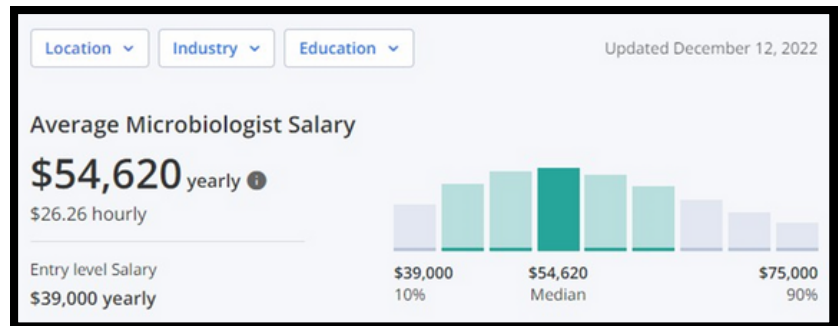 Location Industry Education Updated December 12, 2022
Average Microbiologist Salary
$54,620 yearly
$26.26 hourly
Entry level Salary
$39,000 yearly
$39,000 $54,620 $75,000
10% Median 90%